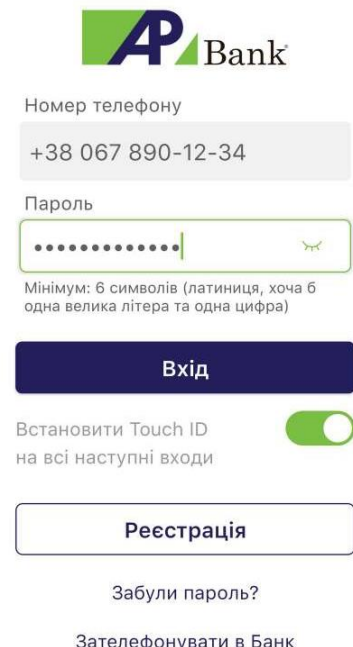 AP Bank
Номер телефону
+38 067 890-12-34
Пароль
•••••••••••••
Мінімум: 6 символів (латиниця, хоча б
одна велика літера та одна цифра)
Вхід
Встановити Touch ID
на всі наступні входи
Реєстрація
Забули пароль?
Зателефонувати в Банк